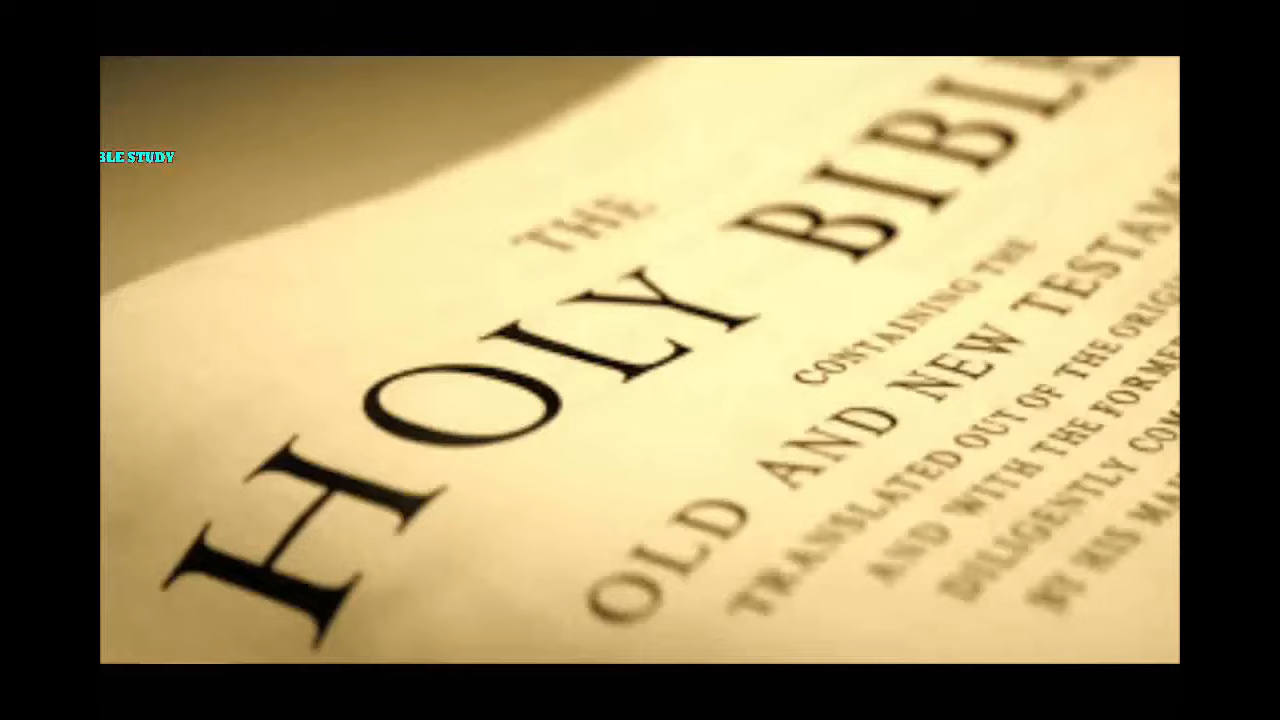 BLE STUDY
THE
HOLY BIBLE
CONTAINING THE
OLD AND NEW TESTAM
TRANSLATED OUT OF THE ORIGI
AND WITH THE FORME
DILIGENTLY COM
BY HIS MA